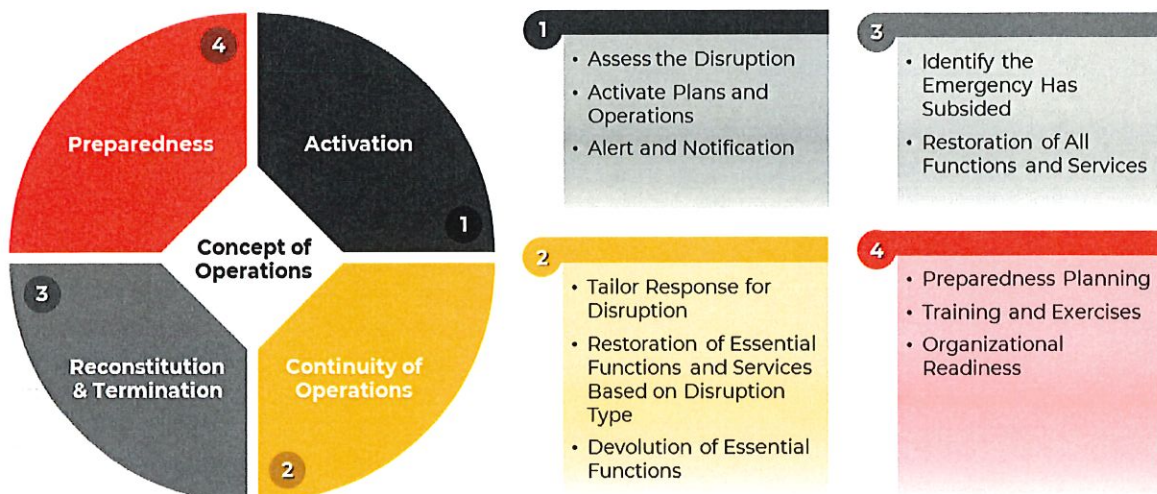 4
Preparedness
Activation
1
Concept of
Operations
3
Reconstitution
& Termination
Continuity of
Operations
2
1
• Assess the Disruption
• Activate Plans and
Operations
• Alert and Notification
2
• Tailor Response for
Disruption
• Restoration of Essential
Functions and Services
Based on Disruption
Type
• Devolution of Essential
Functions
3
• Identify the
Emergency Has
Subsided
• Restoration of All
Functions and Services
4
• Preparedness Planning
• Training and Exercises
• Organizational
Readiness